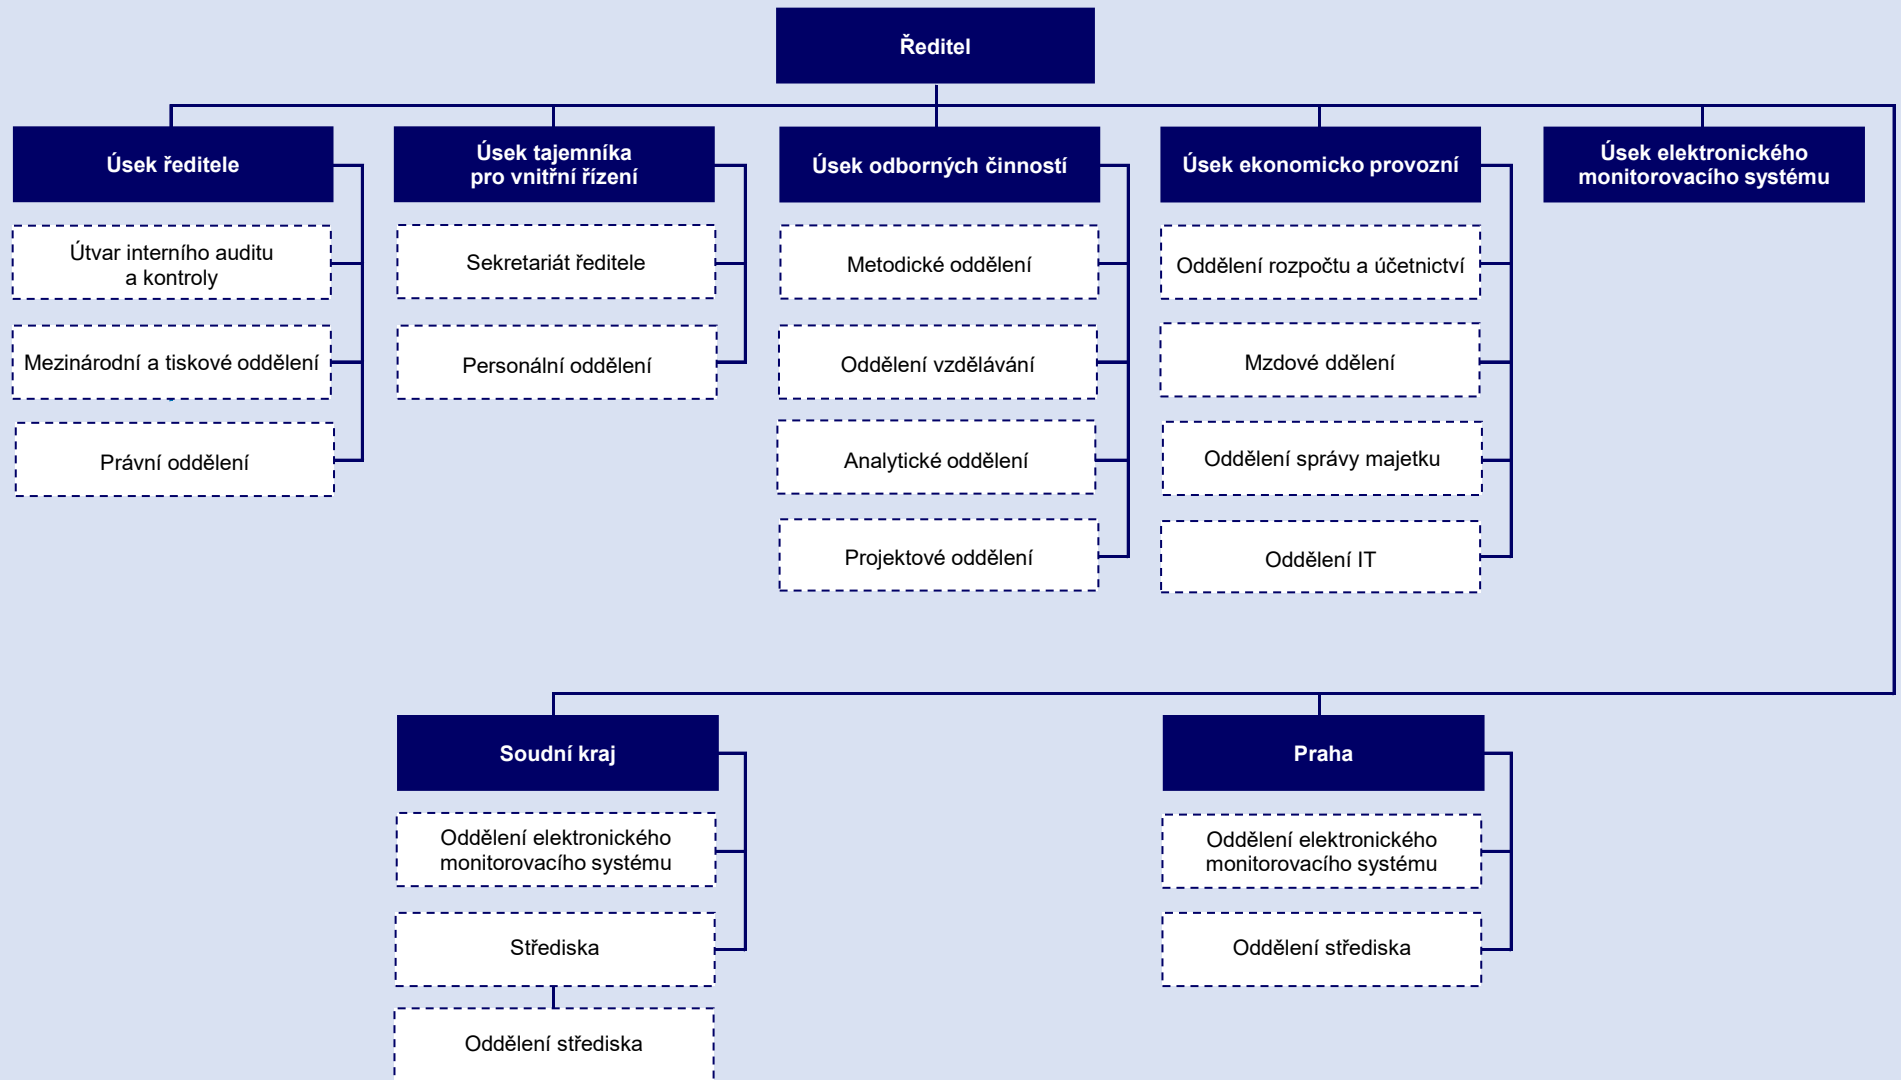 Ředitel
Úsek ředitele
Úsek tajemníka
pro vnitřní řízení
Úsek odborných činností
Úsek ekonomicko provozní
Úsek elektronického
monitorovacího systému
Útvar interního auditu
a kontroly
Sekretariát ředitele
Metodické oddělení
Oddělení rozpočtu a účetnictví
Mezinárodní a tiskové oddělení
Personální oddělení
Oddělení vzdělávání
Mzdové ddělení
Právní oddělení
Analytické oddělení
Oddělení správy majetku
Projektové oddělení
Oddělení IT
Soudní kraj
Praha
Oddělení elektronického
monitorovacího systému
Oddělení elektronického
monitorovacího systému
Střediska
Oddělení střediska
Oddělení střediska